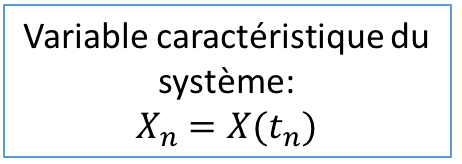 Variable caractéristique du
système:
Xₙ = X(tₙ)